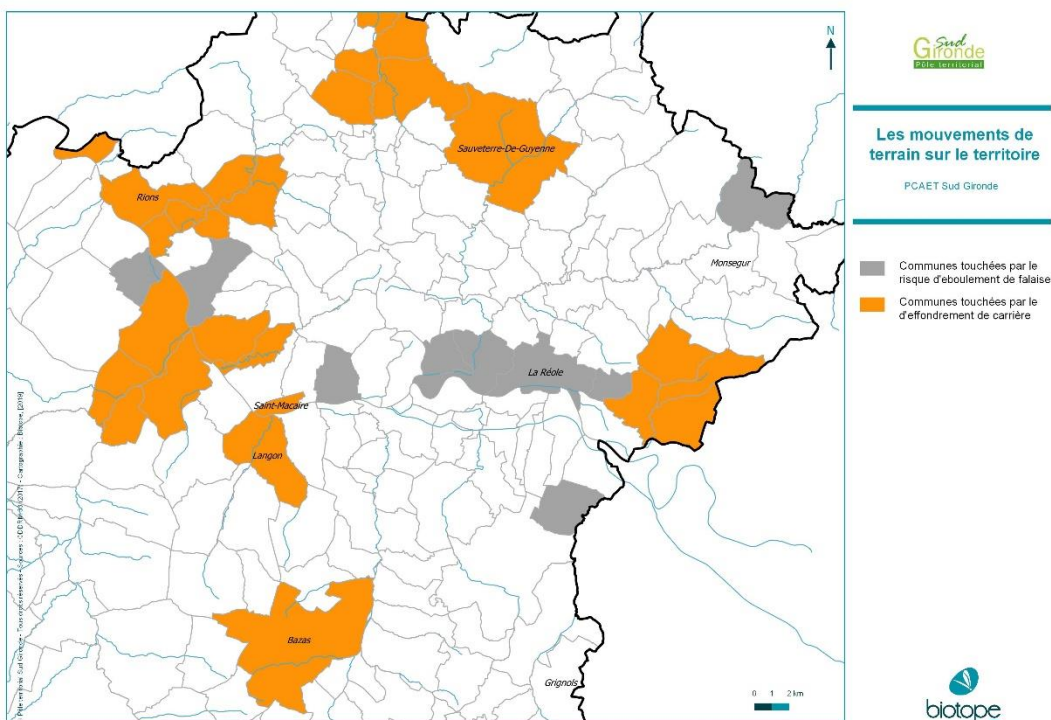 N
Sud
Gironde
Pôle territorial
Les mouvements de
terrain sur le territoire
PCAET Sud Gironde
Communes touchées par le
risque d'eboulement de falaise
Communes touchées par le
d'effondrement de carrière
Sauveterre-De-Guyenne
Rions
Monsegur
La Réole
Saint-Macaire
Langon
Bazas
Grignols
0 1 2 km
biotope